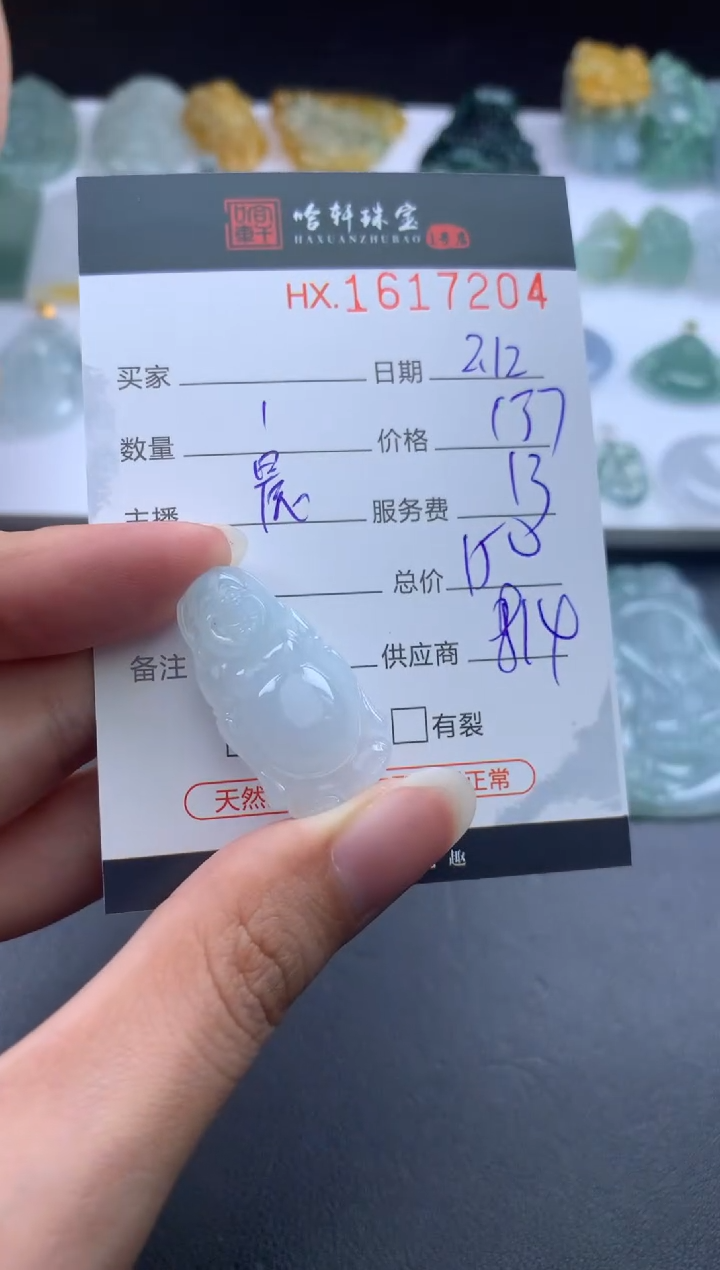 哈軒珠宝
HAXUANZHUBAO
HX.1617204
买家 日期 2.12
数量 1 价格 137
主播 晨 服务费 13
总价 150
备注 供应商 814
有裂
天然 正常
趣